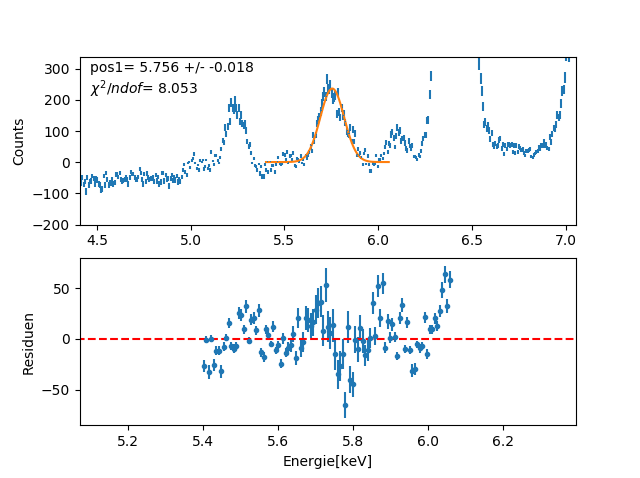 pos1= 5.756 +/- -0.018
χ²/ndof= 8.053
300
200
100
0
−100
−200
Counts
4.5 5.0 5.5 6.0 6.5 7.0
50
0
−50
Residuen
5.2 5.4 5.6 5.8 6.0 6.2
Energie[keV]